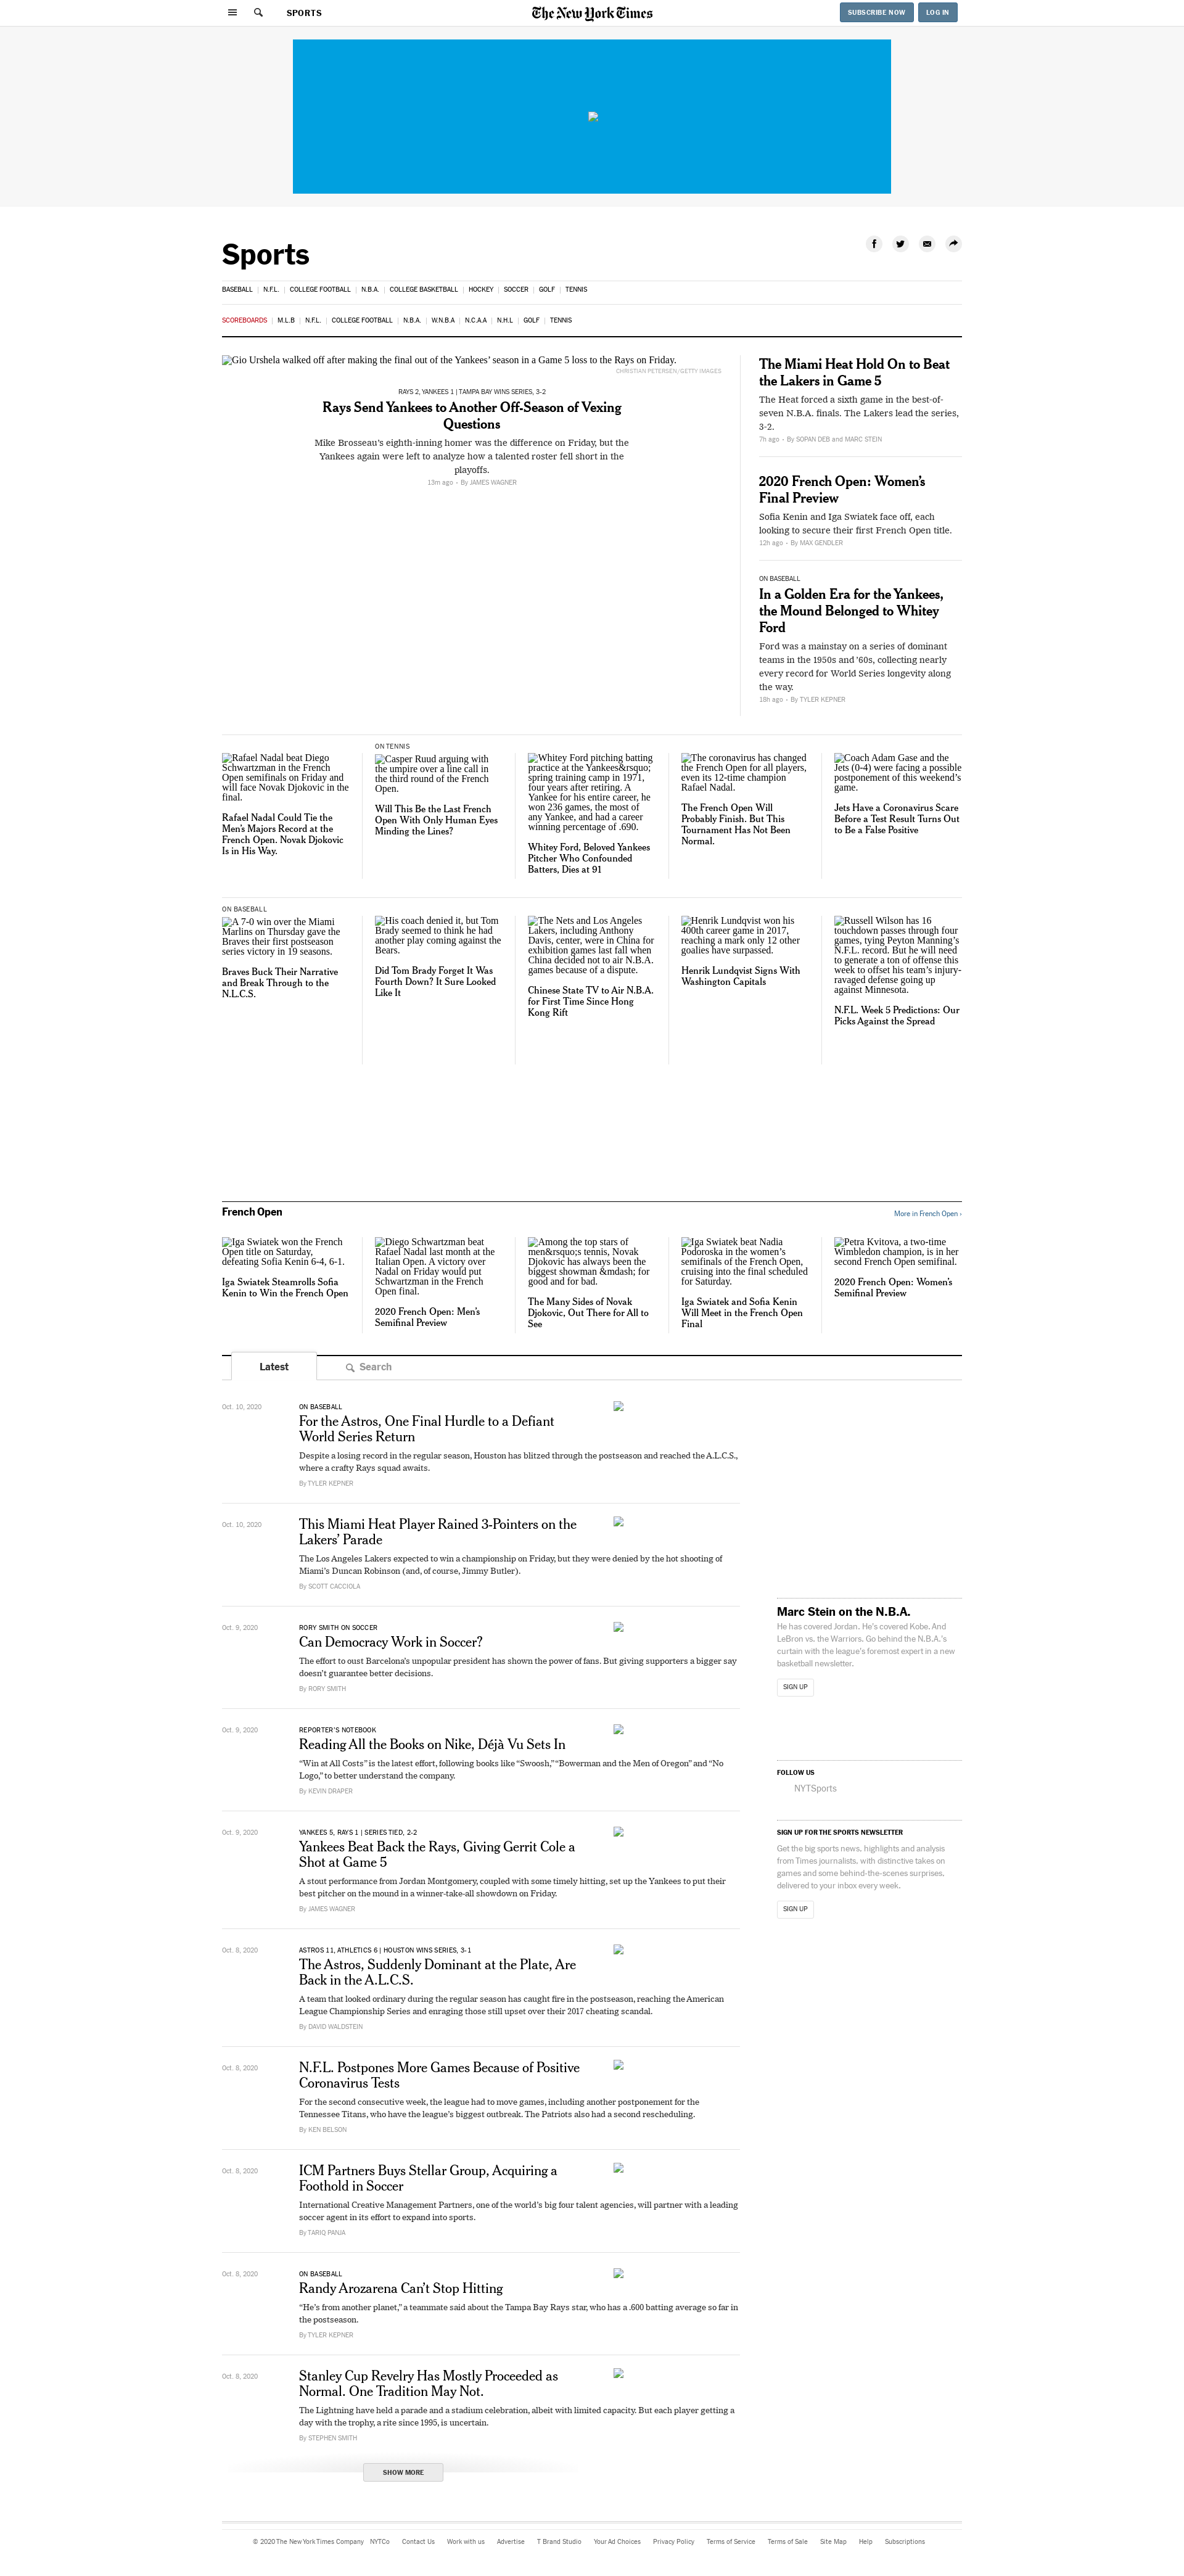 SPORTS
The New York Times
SUBSCRIBE NOW
LOG IN
Sports
BASEBALL | N.F.L. | COLLEGE FOOTBALL | N.B.A. | COLLEGE BASKETBALL | HOCKEY | SOCCER | GOLF | TENNIS
SCOREBOARDS | M.L.B | N.F.L. | COLLEGE FOOTBALL | N.B.A. | W.N.B.A | N.C.A.A | N.H.L | GOLF | TENNIS
Gio Urshela walked off after making the final out of the Yankees’ season in a Game 5 loss to the Rays on Friday.
CHRISTIAN PETERSEN/GETTY IMAGES
RAYS 2, YANKEES 1 | TAMPA BAY WINS SERIES, 3-2
Rays Send Yankees to Another Off-Season of Vexing
Questions
Mike Brosseau’s eighth-inning homer was the difference on Friday, but the
Yankees again were left to analyze how a talented roster fell short in the
playoffs.
13m ago - By JAMES WAGNER
The Miami Heat Hold On to Beat
the Lakers in Game 5
The Heat forced a sixth game in the best-of-
seven N.B.A. finals. The Lakers lead the series,
3-2.
7h ago - By SOPAN DEB and MARC STEIN
2020 French Open: Women’s
Final Preview
Sofia Kenin and Iga Swiatek face off, each
looking to secure their first French Open title.
12h ago - By MAX GENDLER
ON BASEBALL
In a Golden Era for the Yankees,
the Mound Belonged to Whitey
Ford
Ford was a mainstay on a series of dominant
teams in the 1950s and ’60s, collecting nearly
every record for World Series longevity along
the way.
18h ago - By TYLER KEPNER
Rafael Nadal beat Diego
Schwartzman in the French
Open semifinals on Friday and
will face Novak Djokovic in the
final.
Rafael Nadal Could Tie the
Men’s Majors Record at the
French Open. Novak Djokovic
Is in His Way.
ON TENNIS
Casper Ruud arguing with
the umpire over a line call in
the third round of the French
Open.
Will This Be the Last French
Open With Only Human Eyes
Minding the Lines?
Whitey Ford pitching batting
practice at the Yankees&rsquo;
spring training camp in 1971,
four years after retiring. A
Yankee for his entire career, he
won 236 games, the most of
any Yankee, and had a career
winning percentage of .690.
Whitey Ford, Beloved Yankees
Pitcher Who Confounded
Batters, Dies at 91
The coronavirus has changed
the French Open for all players,
even its 12-time champion
Rafael Nadal.
The French Open Will
Probably Finish. But This
Tournament Has Not Been
Normal.
Coach Adam Gase and the
Jets (0-4) were facing a possible
postponement of this weekend’s
game.
Jets Have a Coronavirus Scare
Before a Test Result Turns Out
to Be a False Positive
ON BASEBALL
A 7-0 win over the Miami
Marlins on Thursday gave the
Braves their first postseason
series victory in 19 seasons.
Braves Buck Their Narrative
and Break Through to the
N.L.C.S.
His coach denied it, but Tom
Brady seemed to think he had
another play coming against the
Bears.
Did Tom Brady Forget It Was
Fourth Down? It Sure Looked
Like It
The Nets and Los Angeles
Lakers, including Anthony
Davis, center, were in China for
exhibition games last fall when
China decided not to air N.B.A.
games because of a dispute.
Chinese State TV to Air N.B.A.
for First Time Since Hong
Kong Rift
Henrik Lundqvist won his
400th career game in 2017,
reaching a mark only 12 other
goalies have surpassed.
Henrik Lundqvist Signs With
Washington Capitals
Russell Wilson has 16
touchdown passes through four
games, tying Peyton Manning’s
N.F.L. record. But he will need
to generate a ton of offense this
week to offset his team’s injury-
ravaged defense going up
against Minnesota.
N.F.L. Week 5 Predictions: Our
Picks Against the Spread
French Open
More in French Open ›
Iga Swiatek won the French
Open title on Saturday,
defeating Sofia Kenin 6-4, 6-1.
Iga Swiatek Steamrolls Sofia
Kenin to Win the French Open
Diego Schwartzman beat
Rafael Nadal last month at the
Italian Open. A victory over
Nadal on Friday would put
Schwartzman in the French
Open final.
2020 French Open: Men’s
Semifinal Preview
Among the top stars of
men&rsquo;s tennis, Novak
Djokovic has always been the
biggest showman &mdash; for
good and for bad.
The Many Sides of Novak
Djokovic, Out There for All to
See
Iga Swiatek beat Nadia
Podoroska in the women’s
semifinals of the French Open,
cruising into the final scheduled
for Saturday.
Iga Swiatek and Sofia Kenin
Will Meet in the French Open
Final
Petra Kvitova, a two-time
Wimbledon champion, is in her
second French Open semifinal.
2020 French Open: Women’s
Semifinal Preview
Latest
Search
Oct. 10, 2020
ON BASEBALL
For the Astros, One Final Hurdle to a Defiant
World Series Return
Despite a losing record in the regular season, Houston has blitzed through the postseason and reached the A.L.C.S.,
where a crafty Rays squad awaits.
By TYLER KEPNER
Oct. 10, 2020
This Miami Heat Player Rained 3-Pointers on the
Lakers’ Parade
The Los Angeles Lakers expected to win a championship on Friday, but they were denied by the hot shooting of
Miami’s Duncan Robinson (and, of course, Jimmy Butler).
By SCOTT CACCIOLA
Oct. 9, 2020
RORY SMITH ON SOCCER
Can Democracy Work in Soccer?
The effort to oust Barcelona’s unpopular president has shown the power of fans. But giving supporters a bigger say
doesn’t guarantee better decisions.
By RORY SMITH
Oct. 9, 2020
REPORTER’S NOTEBOOK
Reading All the Books on Nike, Déjà Vu Sets In
“Win at All Costs” is the latest effort, following books like “Swoosh,” “Bowerman and the Men of Oregon” and “No
Logo,” to better understand the company.
By KEVIN DRAPER
Oct. 9, 2020
YANKEES 5, RAYS 1 | SERIES TIED, 2-2
Yankees Beat Back the Rays, Giving Gerrit Cole a
Shot at Game 5
A stout performance from Jordan Montgomery, coupled with some timely hitting, set up the Yankees to put their
best pitcher on the mound in a winner-take-all showdown on Friday.
By JAMES WAGNER
Oct. 8, 2020
ASTROS 11, ATHLETICS 6 | HOUSTON WINS SERIES, 3-1
The Astros, Suddenly Dominant at the Plate, Are
Back in the A.L.C.S.
A team that looked ordinary during the regular season has caught fire in the postseason, reaching the American
League Championship Series and enraging those still upset over their 2017 cheating scandal.
By DAVID WALDSTEIN
Oct. 8, 2020
N.F.L. Postpones More Games Because of Positive
Coronavirus Tests
For the second consecutive week, the league had to move games, including another postponement for the
Tennessee Titans, who have the league’s biggest outbreak. The Patriots also had a second rescheduling.
By KEN BELSON
Oct. 8, 2020
ICM Partners Buys Stellar Group, Acquiring a
Foothold in Soccer
International Creative Management Partners, one of the world’s big four talent agencies, will partner with a leading
soccer agent in its effort to expand into sports.
By TARIQ PANJA
Oct. 8, 2020
ON BASEBALL
Randy Arozarena Can’t Stop Hitting
“He’s from another planet,” a teammate said about the Tampa Bay Rays star, who has a .600 batting average so far in
the postseason.
By TYLER KEPNER
Oct. 8, 2020
Stanley Cup Revelry Has Mostly Proceeded as
Normal. One Tradition May Not.
The Lightning have held a parade and a stadium celebration, albeit with limited capacity. But each player getting a
day with the trophy, a rite since 1995, is uncertain.
By STEPHEN SMITH
SHOW MORE
Marc Stein on the N.B.A.
He has covered Jordan. He’s covered Kobe. And
LeBron vs. the Warriors. Go behind the N.B.A.’s
curtain with the league’s foremost expert in a new
basketball newsletter.
SIGN UP
FOLLOW US
NYTSports
SIGN UP FOR THE SPORTS NEWSLETTER
Get the big sports news, highlights and analysis
from Times journalists, with distinctive takes on
games and some behind-the-scenes surprises,
delivered to your inbox every week.
SIGN UP
© 2020 The New York Times Company NYTCo Contact Us Work with us Advertise T Brand Studio Your Ad Choices Privacy Policy Terms of Service Terms of Sale Site Map Help Subscriptions